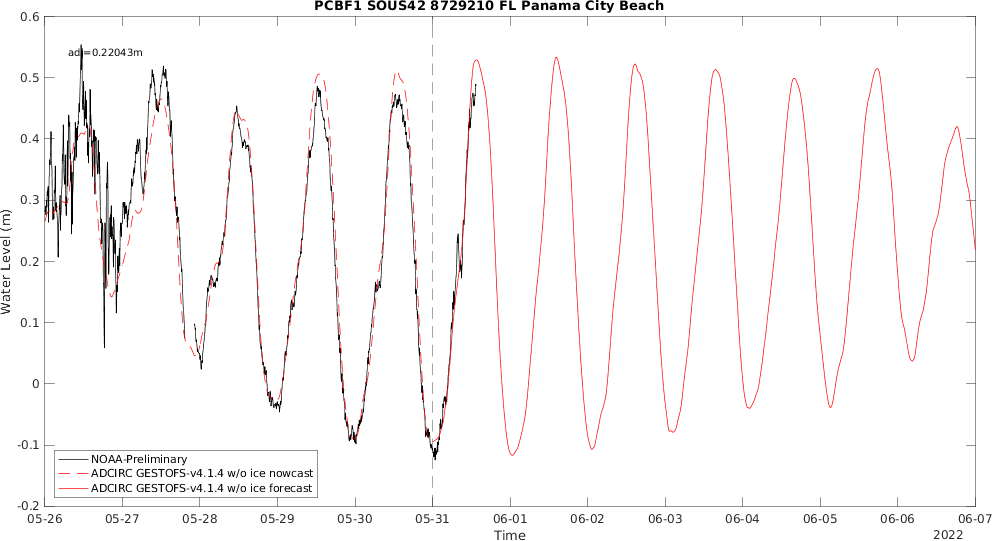 PCBF1 SOUS42 8729210 FL Panama City Beach
0.6
0.5
0.4
0.3
0.2
0.1
0
-0.1
-0.2
Water Level (m)
adj=0.22043m
NOAA-Preliminary
ADCIRC GESTOFS-v4.1.4 w/o ice nowcast
ADCIRC GESTOFS-v4.1.4 w/o ice forecast
05-26 05-27 05-28 05-29 05-30 05-31 06-01 06-02 06-03 06-04 06-05 06-06 06-07
Time
2022